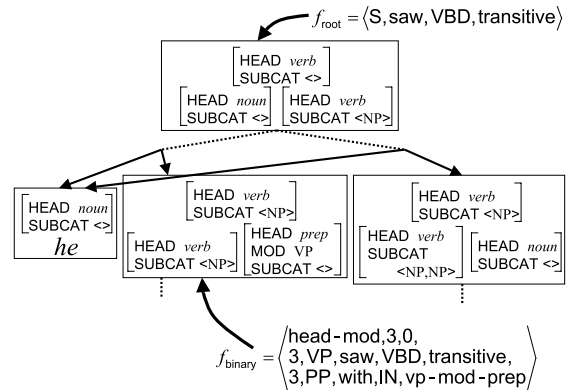 f_root = ⟨S,saw,VBD,transitive⟩
HEAD verb
SUBCAT <>
HEAD noun
SUBCAT <>
HEAD verb
SUBCAT <NP>
HEAD noun
SUBCAT <>
he
HEAD verb
SUBCAT <NP>
HEAD verb
SUBCAT <NP>
HEAD prep
MOD VP
SUBCAT <>
HEAD verb
SUBCAT <NP>
HEAD verb
SUBCAT
<NP,NP>
HEAD noun
SUBCAT <>
f_binary = ⟨head-mod,3,0,
3,VP,saw,VBD,transitive,
3,PP,with,IN,vp-mod-prep⟩